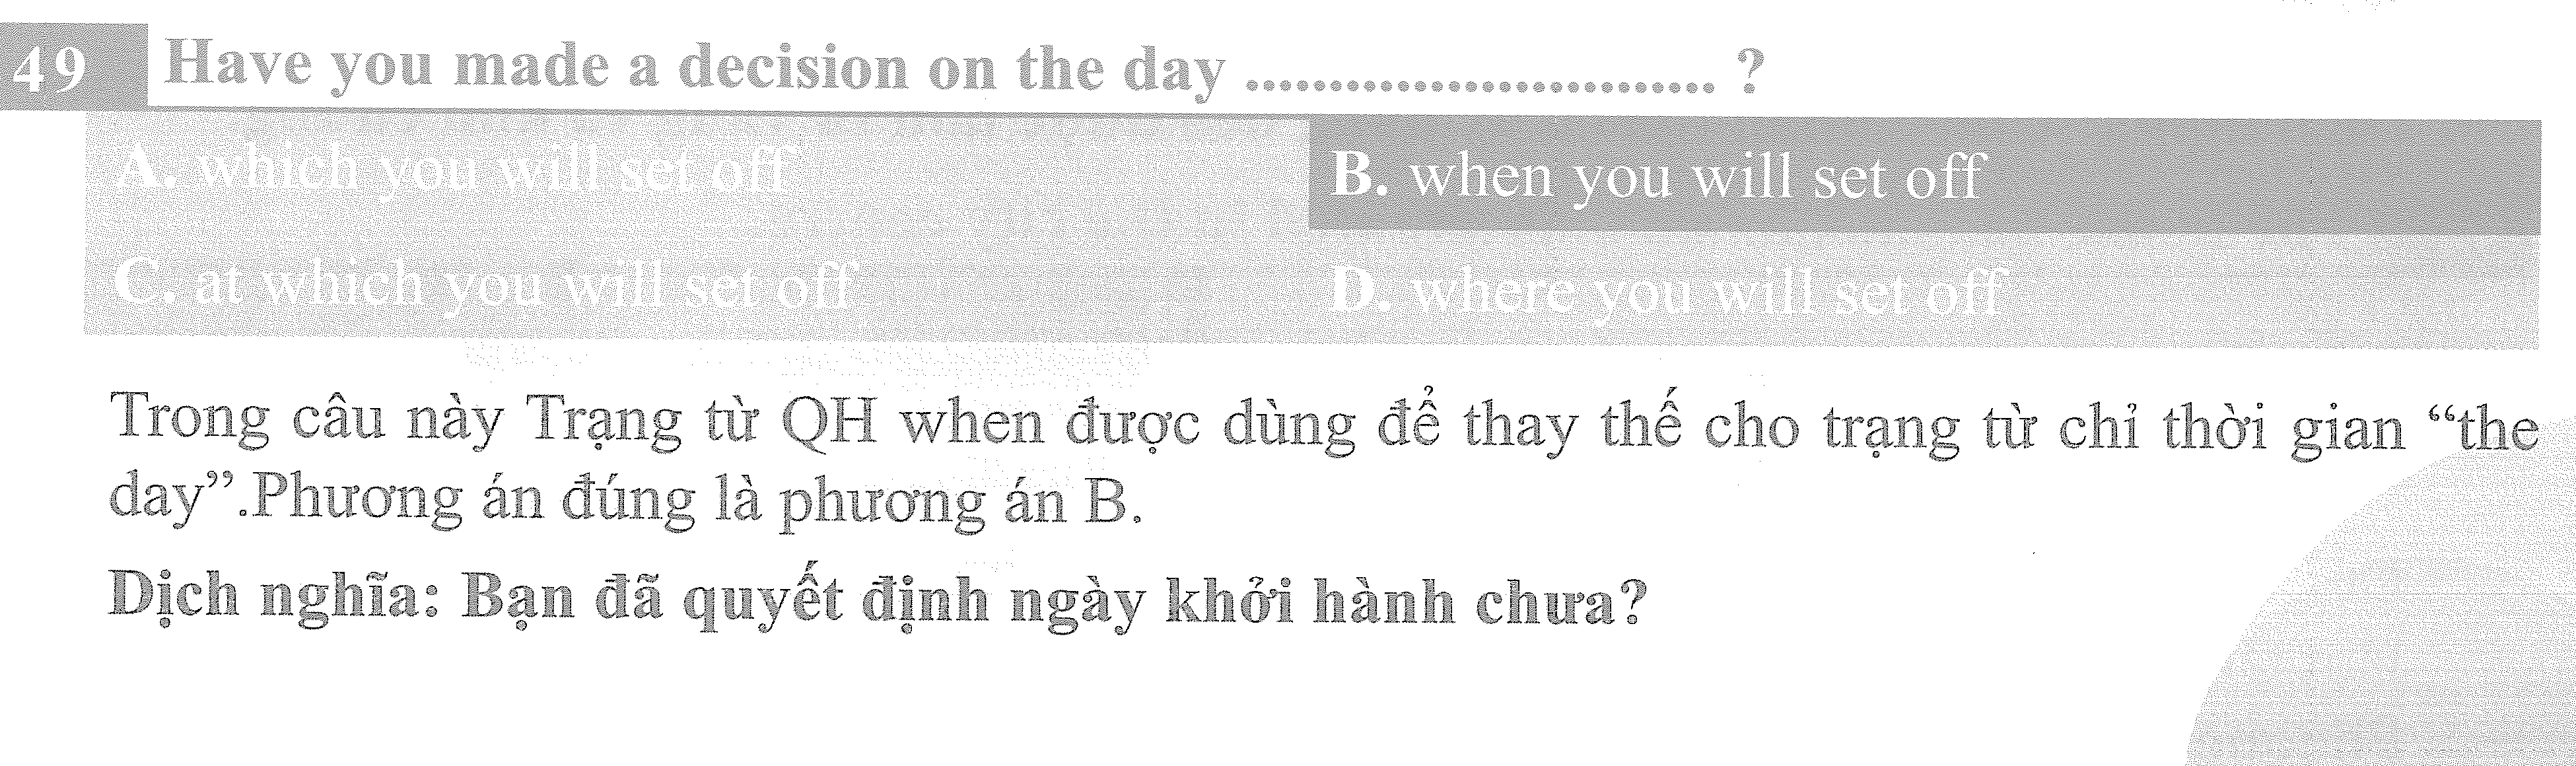 49 Have you made a decision on the day ............................ ?
A. which you will set off B. when you will set off
C. at which you will set off D. where you will set off
Trong câu này Trạng từ QH when được dùng để thay thế cho trạng từ chỉ thời gian “the
day”.Phương án đúng là phương án B.
Dịch nghĩa: Bạn đã quyết định ngày khởi hành chưa?